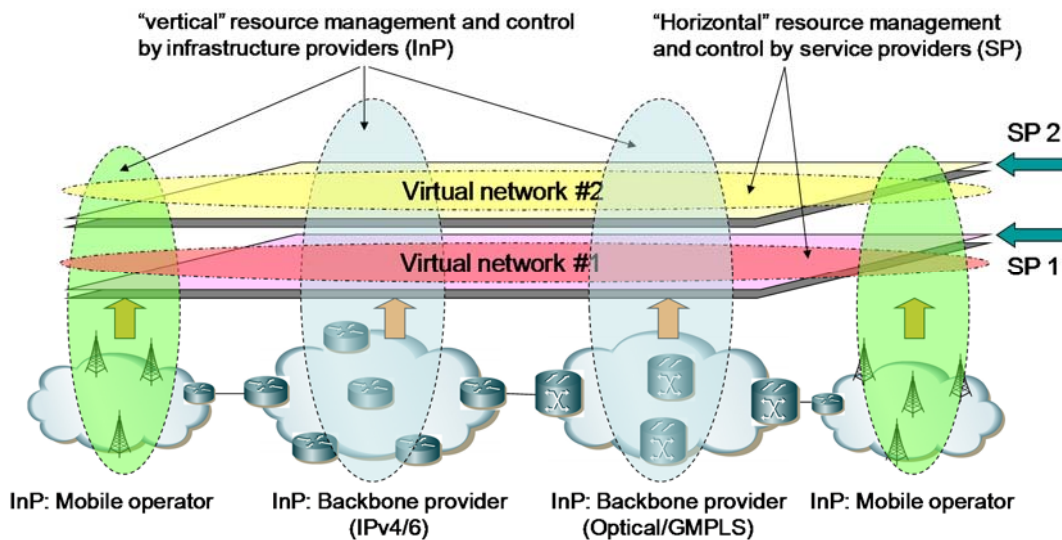 “vertical” resource management and control
by infrastructure providers (InP)
“Horizontal” resource management
and control by service providers (SP)
SP 2
Virtual network #2
Virtual network #1
SP 1
InP: Mobile operator
InP: Backbone provider
(IPv4/6)
InP: Backbone provider
(Optical/GMPLS)
InP: Mobile operator